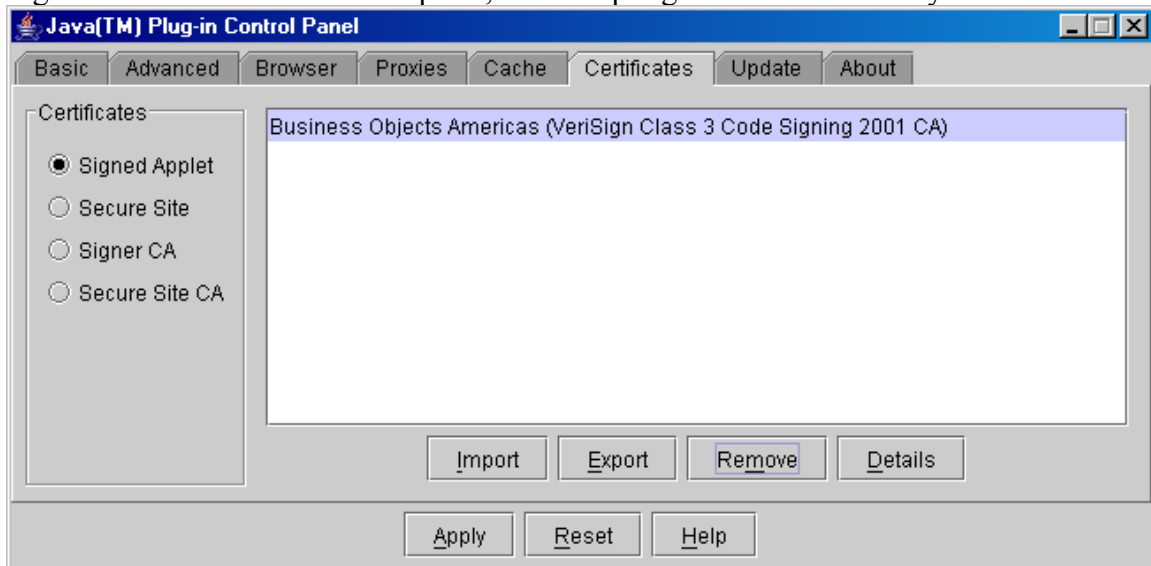 Java(TM) Plug-in Control Panel
Basic Advanced Browser Proxies Cache Certificates Update About
Certificates
Business Objects Americas (VeriSign Class 3 Code Signing 2001 CA)
Signed Applet
Secure Site
Signer CA
Secure Site CA
Import Export Remove Details
Apply Reset Help